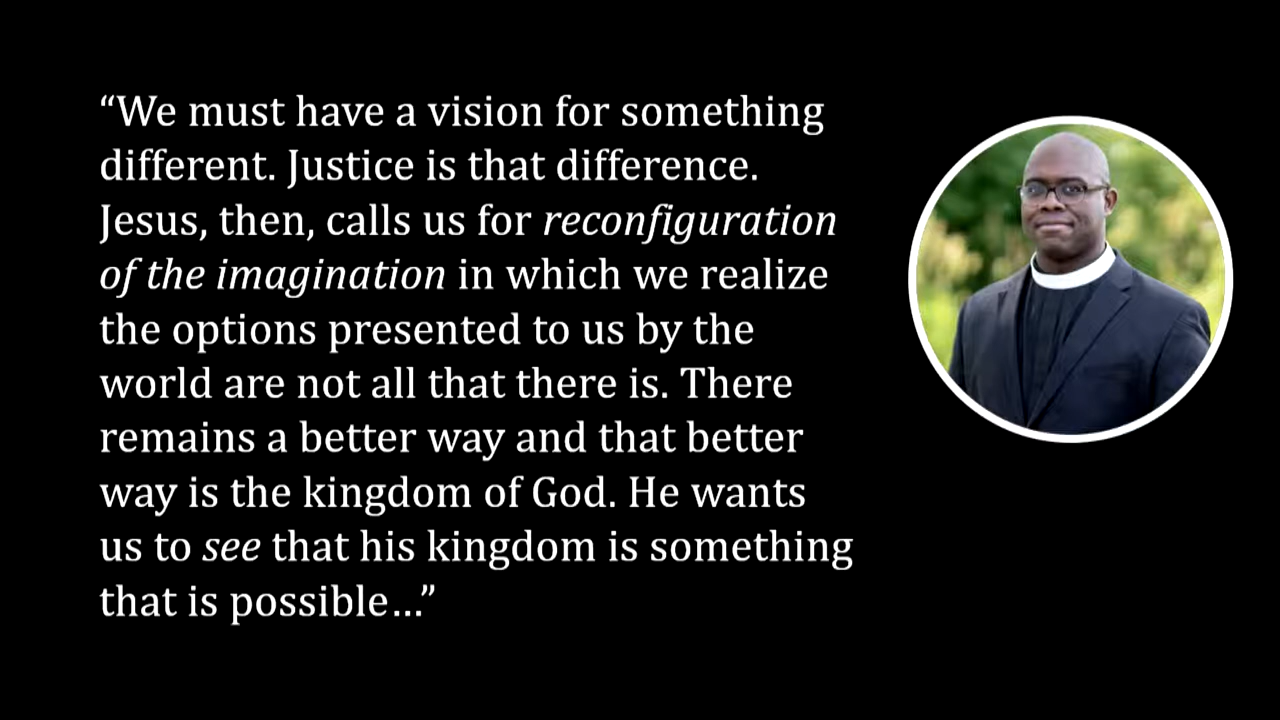 “We must have a vision for something
different. Justice is that difference.
Jesus, then, calls us for reconfiguration
of the imagination in which we realize
the options presented to us by the
world are not all that there is. There
remains a better way and that better
way is the kingdom of God. He wants
us to see that his kingdom is something
that is possible…”